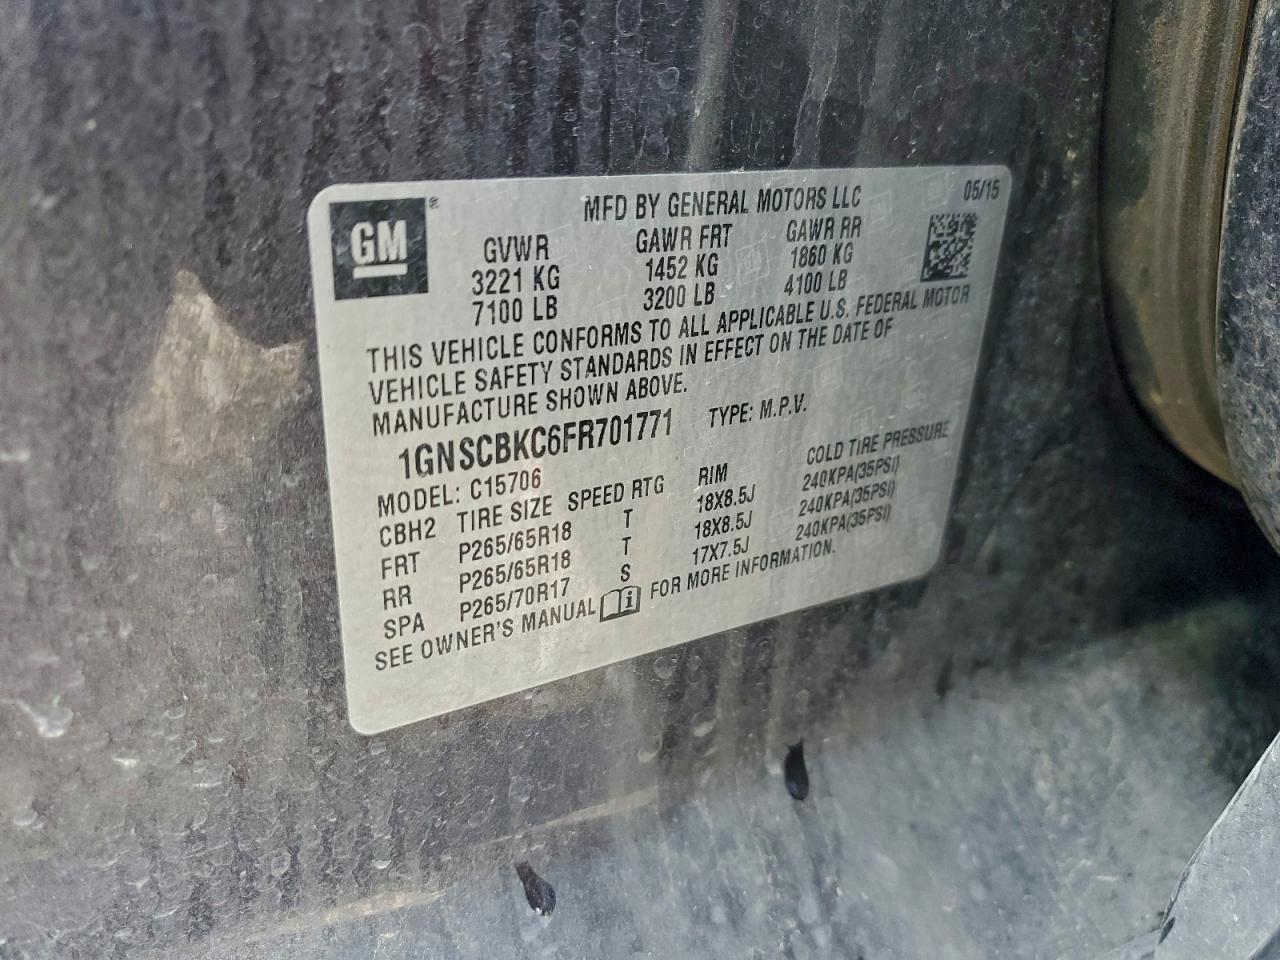 GM ®
MFD BY GENERAL MOTORS LLC 05/15
GVWR GAWR FRT GAWR RR
3221 KG 1452 KG 1860 KG
7100 LB 3200 LB 4100 LB
THIS VEHICLE CONFORMS TO ALL APPLICABLE U.S. FEDERAL MOTOR
VEHICLE SAFETY STANDARDS IN EFFECT ON THE DATE OF
MANUFACTURE SHOWN ABOVE.
1GNSCBKC6FR701771 TYPE: M.P.V.
MODEL: C15706
CBH2 TIRE SIZE SPEED RTG RIM COLD TIRE PRESSURE
FRT P265/65R18 T 18X8.5J 240KPA(35PSI)
RR P265/65R18 T 18X8.5J 240KPA(35PSI)
SPA P265/70R17 S 17X7.5J 240KPA(35PSI)
SEE OWNER'S MANUAL FOR MORE INFORMATION.